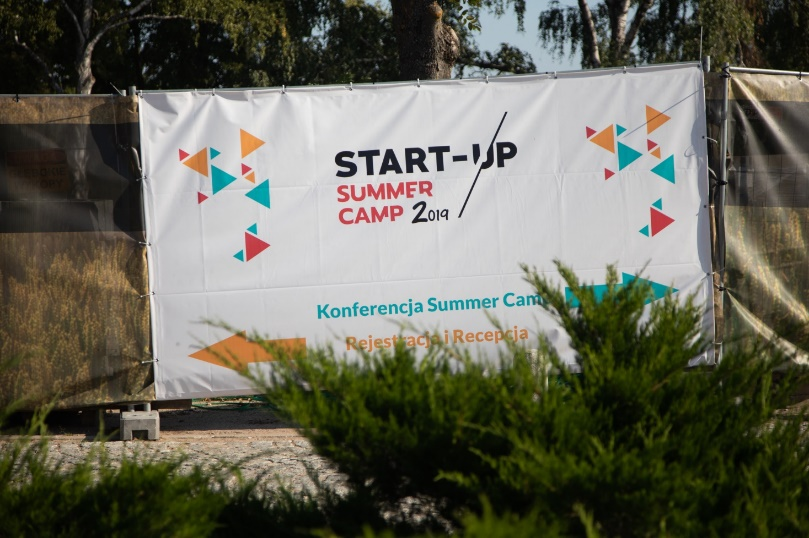 START-UP
SUMMER
CAMP 2019
Konferencja Summer Camp
Rejestracja i Recepcja